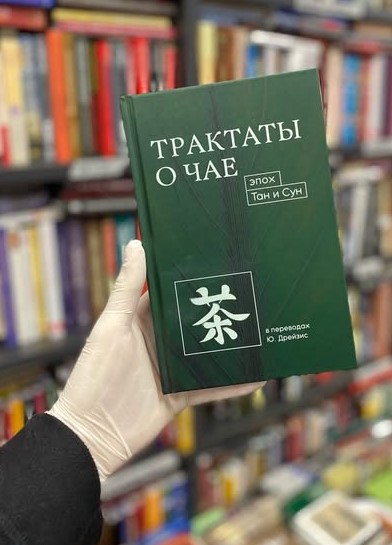 ТРАКТАТЫ
О ЧАЕ
эпох
Тан и Сун
茶
в переводах
Ю. Дрейзис